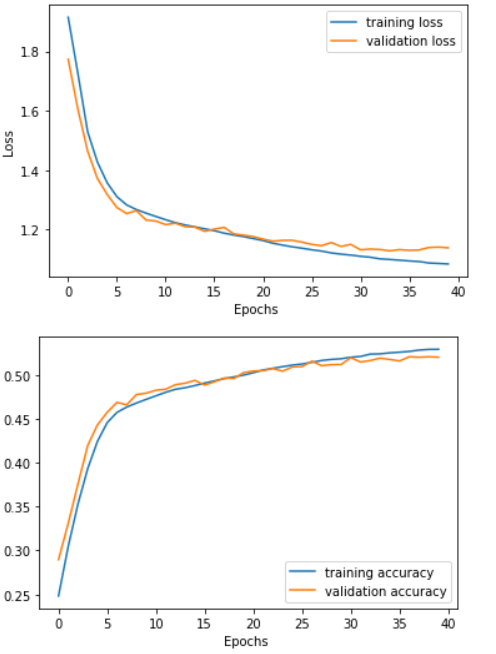 training loss
validation loss
1.8
1.6
1.4
1.2
Loss
0 5 10 15 20 25 30 35 40
Epochs
0.50
0.45
0.40
0.35
0.30
0.25
training accuracy
validation accuracy
0 5 10 15 20 25 30 35 40
Epochs